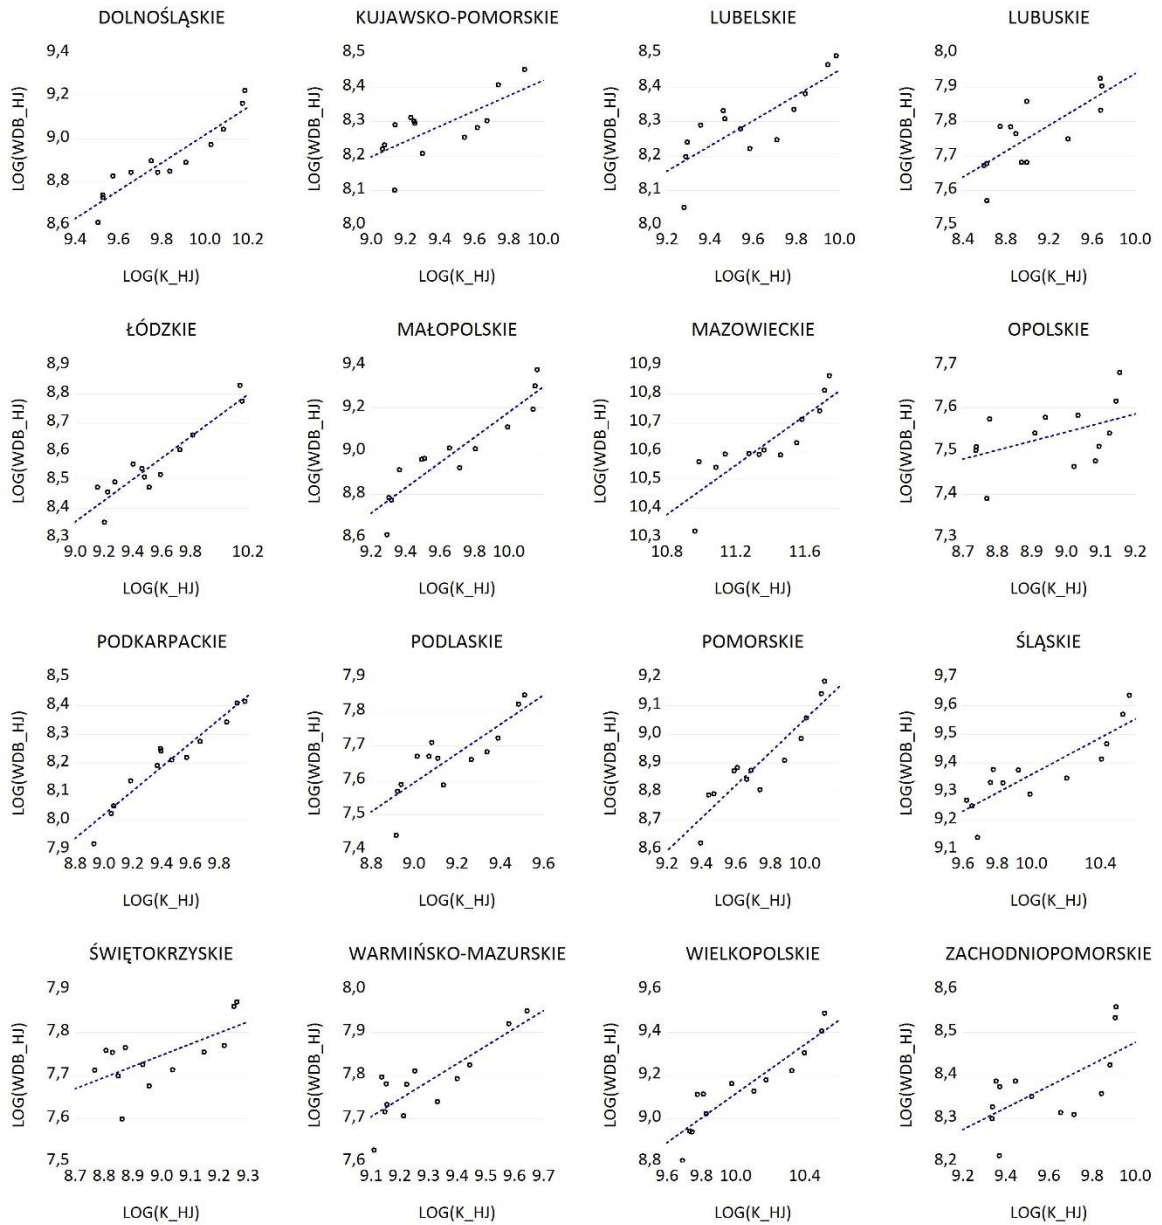 DOLNOŚLĄSKIE KUJAWSKO-POMORSKIE LUBELSKIE LUBUSKIE
LOG(WDB_HJ) 9,4 9,2 9,0 8,8 8,6
9.4 9.6 9.8 10.0 10.2
LOG(K_HJ)
LOG(WDB_HJ) 8,5 8,4 8,3 8,2 8,1 8,0
9.0 9.2 9.4 9.6 9.8 10.0
LOG(K_HJ)
LOG(WDB_HJ) 8,5 8,4 8,3 8,2 8,1 8,0
9.2 9.4 9.6 9.8 10.0
LOG(K_HJ)
LOG(WDB_HJ) 8,0 7,9 7,8 7,7 7,6 7,5
8.4 8.8 9.2 9.6 10.0
LOG(K_HJ)
ŁÓDZKIE MAŁOPOLSKIE MAZOWIECKIE OPOLSKIE
LOG(WDB_HJ) 8,9 8,8 8,7 8,6 8,5 8,4 8,3
9.0 9.2 9.4 9.6 9.8 10.2
LOG(K_HJ)
LOG(WDB_HJ) 9,4 9,2 9,0 8,8 8,6
9.2 9.4 9.6 10.0
LOG(K_HJ)
LOG(WDB_HJ) 10,9 10,8 10,7 10,6 10,5 10,4 10,3
10.8 11.2 11.6
LOG(K_HJ)
LOG(WDB_HJ) 7,7 7,6 7,5 7,4 7,3
8.7 8.8 8.9 9.0 9.1 9.2
LOG(K_HJ)
PODKARPACKIE PODLASKIE POMORSKIE ŚLĄSKIE
LOG(WDB_HJ) 8,5 8,4 8,3 8,2 8,1 8,0 7,9
8.8 9.0 9.2 9.4 9.6 9.8
LOG(K_HJ)
LOG(WDB_HJ) 7,9 7,8 7,7 7,6 7,5 7,4
8.8 9.0 9.2 9.4 9.6
LOG(K_HJ)
LOG(WDB_HJ) 9,2 9,1 9,0 8,9 8,8 8,7 8,6
9.2 9.4 9.6 9.8 10.0
LOG(K_HJ)
LOG(WDB_HJ) 9,7 9,6 9,5 9,4 9,3 9,2 9,1
9.6 9.8 10.0 10.4
LOG(K_HJ)
ŚWIĘTOKRZYSKIE WARMIŃSKO-MAZURSKIE WIELKOPOLSKIE ZACHODNIOPOMORSKIE
LOG(WDB_HJ) 7,9 7,8 7,7 7,6 7,5
8.7 8.8 8.9 9.0 9.1 9.2 9.3
LOG(K_HJ)
LOG(WDB_HJ) 8,0 7,9 7,8 7,7 7,6
9.1 9.2 9.3 9.4 9.5 9.6 9.7
LOG(K_HJ)
LOG(WDB_HJ) 9,6 9,4 9,2 9,0 8,8
9.6 9.8 10.0 10.4
LOG(K_HJ)
LOG(WDB_HJ) 8,6 8,5 8,4 8,3 8,2
9.2 9.4 9.6 9.8 10.0
LOG(K_HJ)